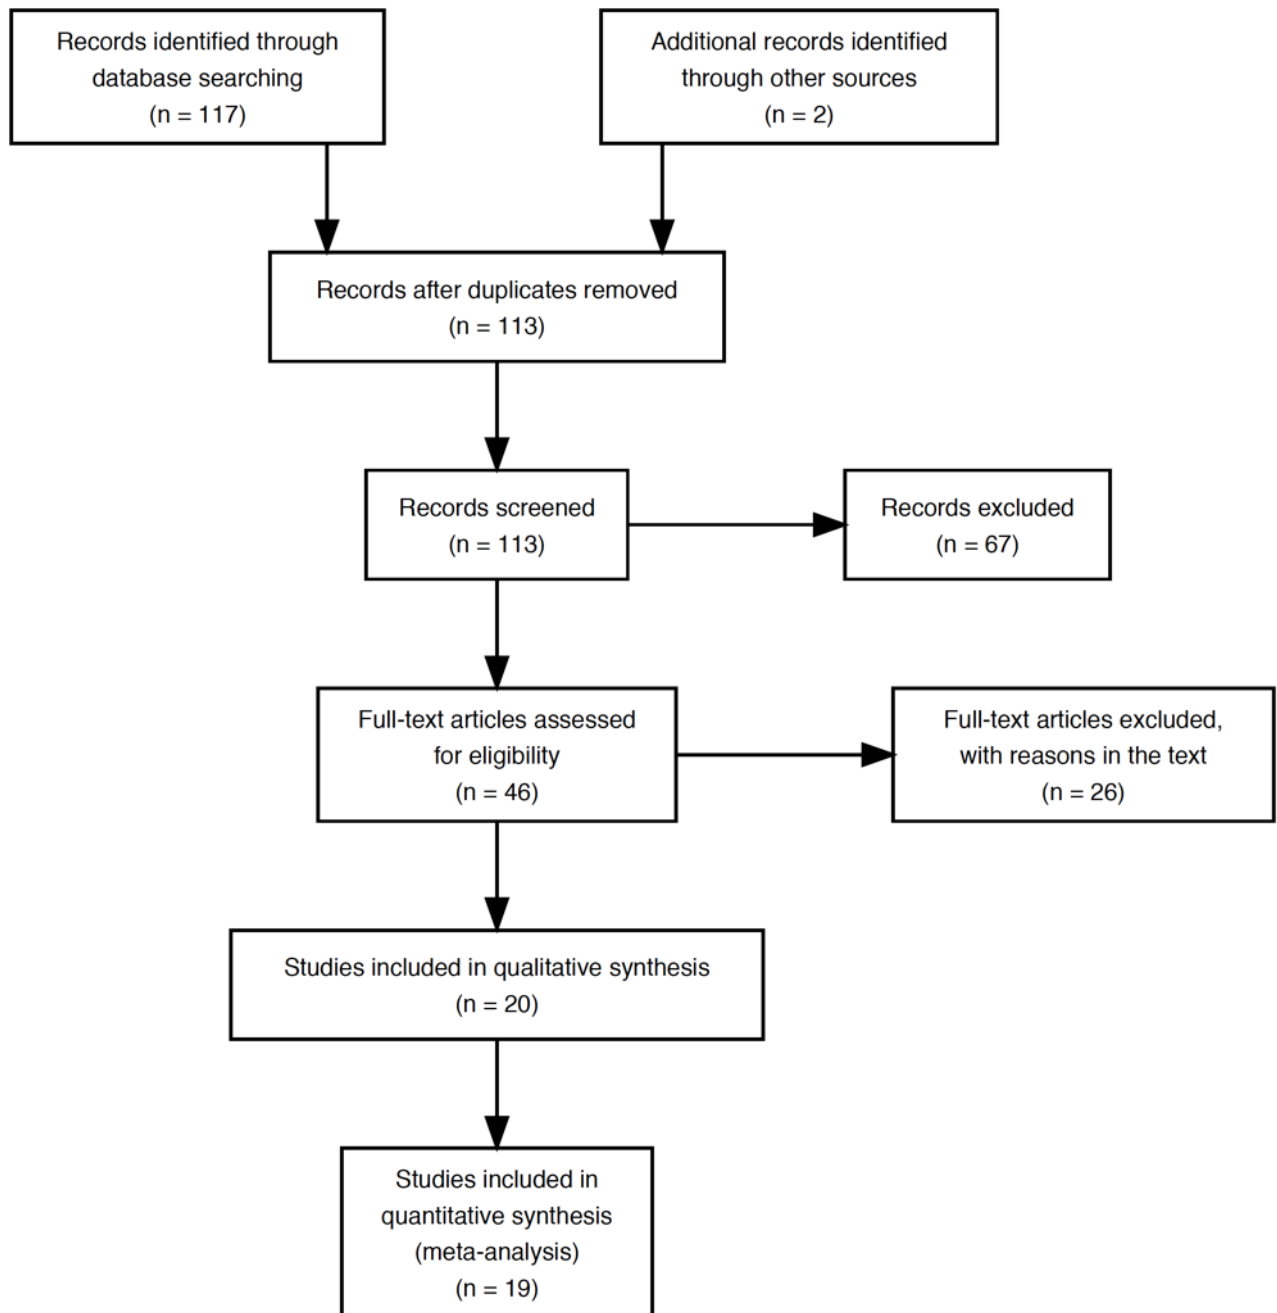 Records identified through
database searching
(n = 117)
Additional records identified
through other sources
(n = 2)
Records after duplicates removed
(n = 113)
Records screened
(n = 113)
Records excluded
(n = 67)
Full-text articles assessed
for eligibility
(n = 46)
Full-text articles excluded,
with reasons in the text
(n = 26)
Studies included in qualitative synthesis
(n = 20)
Studies included in
quantitative synthesis
(meta-analysis)
(n = 19)